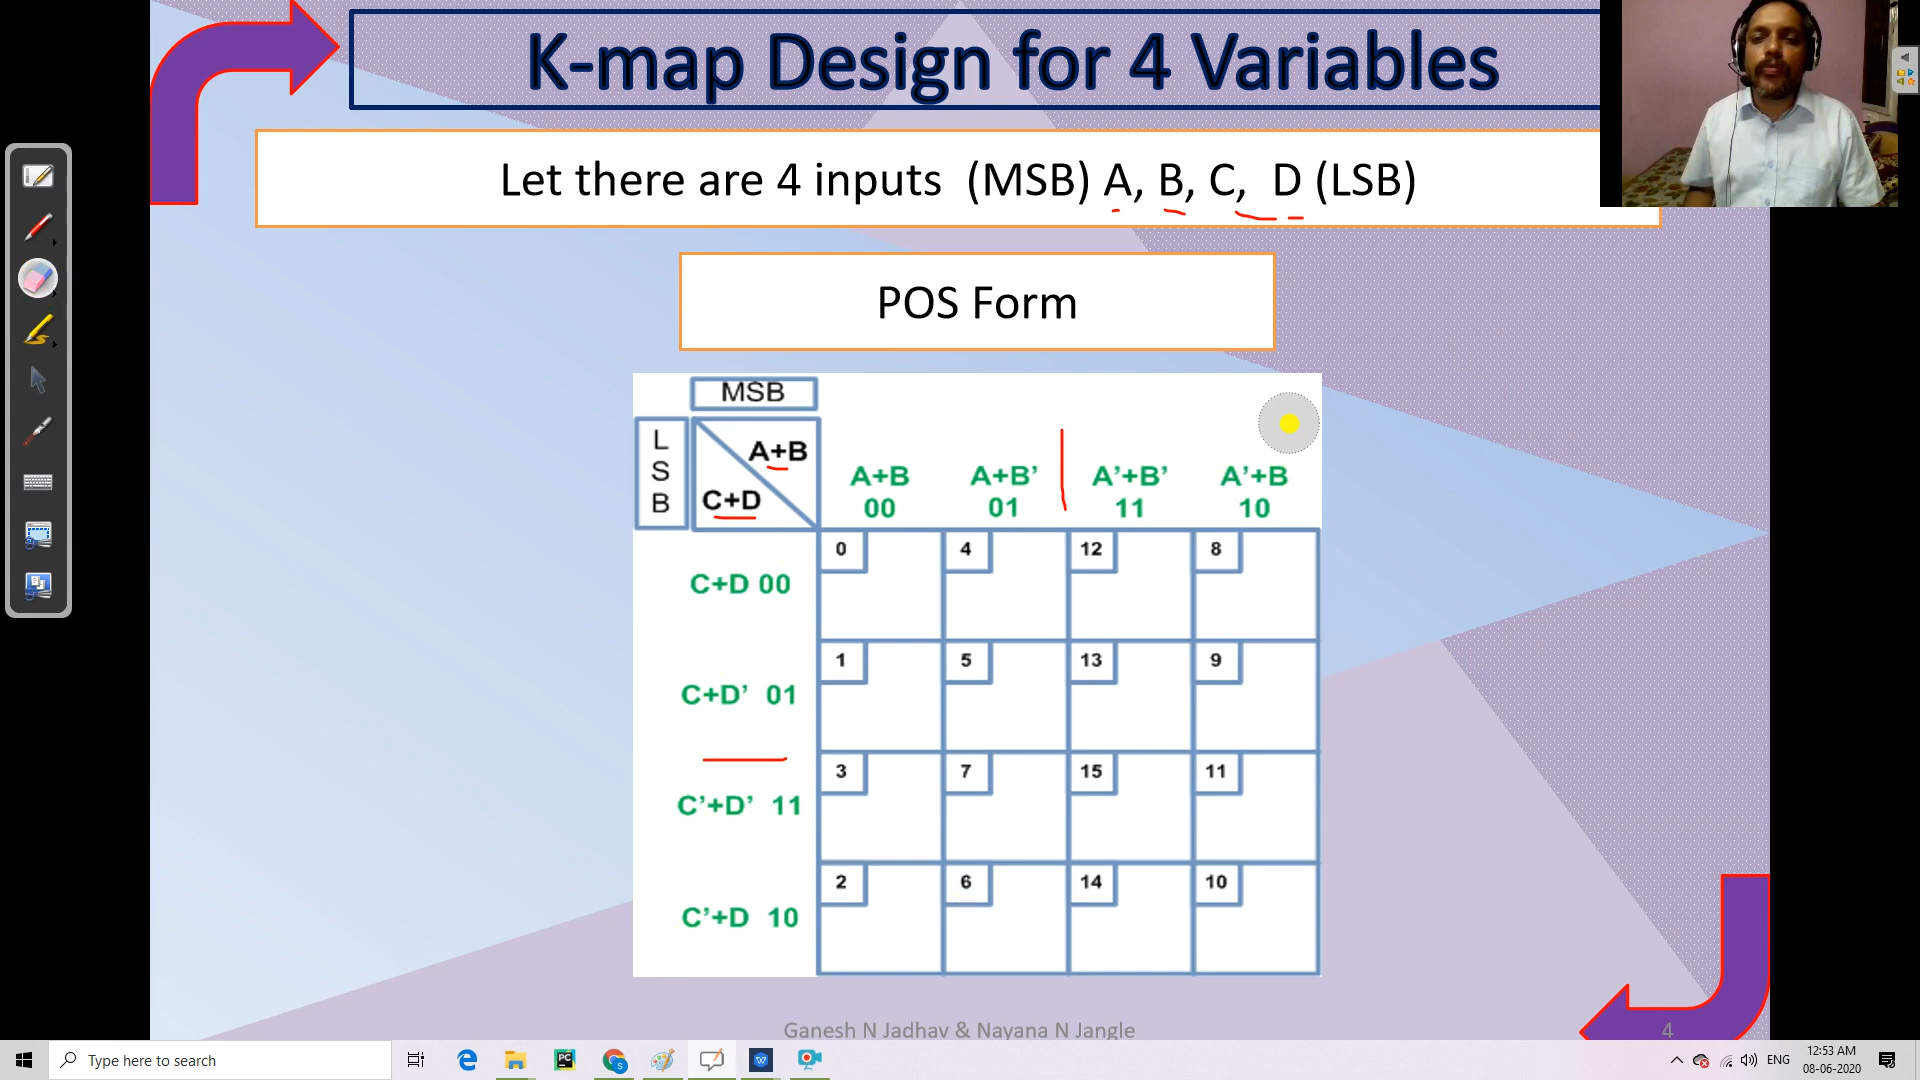 K-map Design for 4 Variables
Let there are 4 inputs (MSB) A, B, C, D (LSB)
POS Form
MSB
L
S
B
A+B
C+D
A+B
00
A+B’
01
A’+B’
11
A’+B
10
C+D 00
0
4
12
8
C+D’ 01
1
5
13
9
C’+D’ 11
3
7
15
11
C’+D 10
2
6
14
10
Ganesh N Jadhav & Nayana N Jangle
4
Type here to search
PC
S
ENG
12:53 AM
08-06-2020